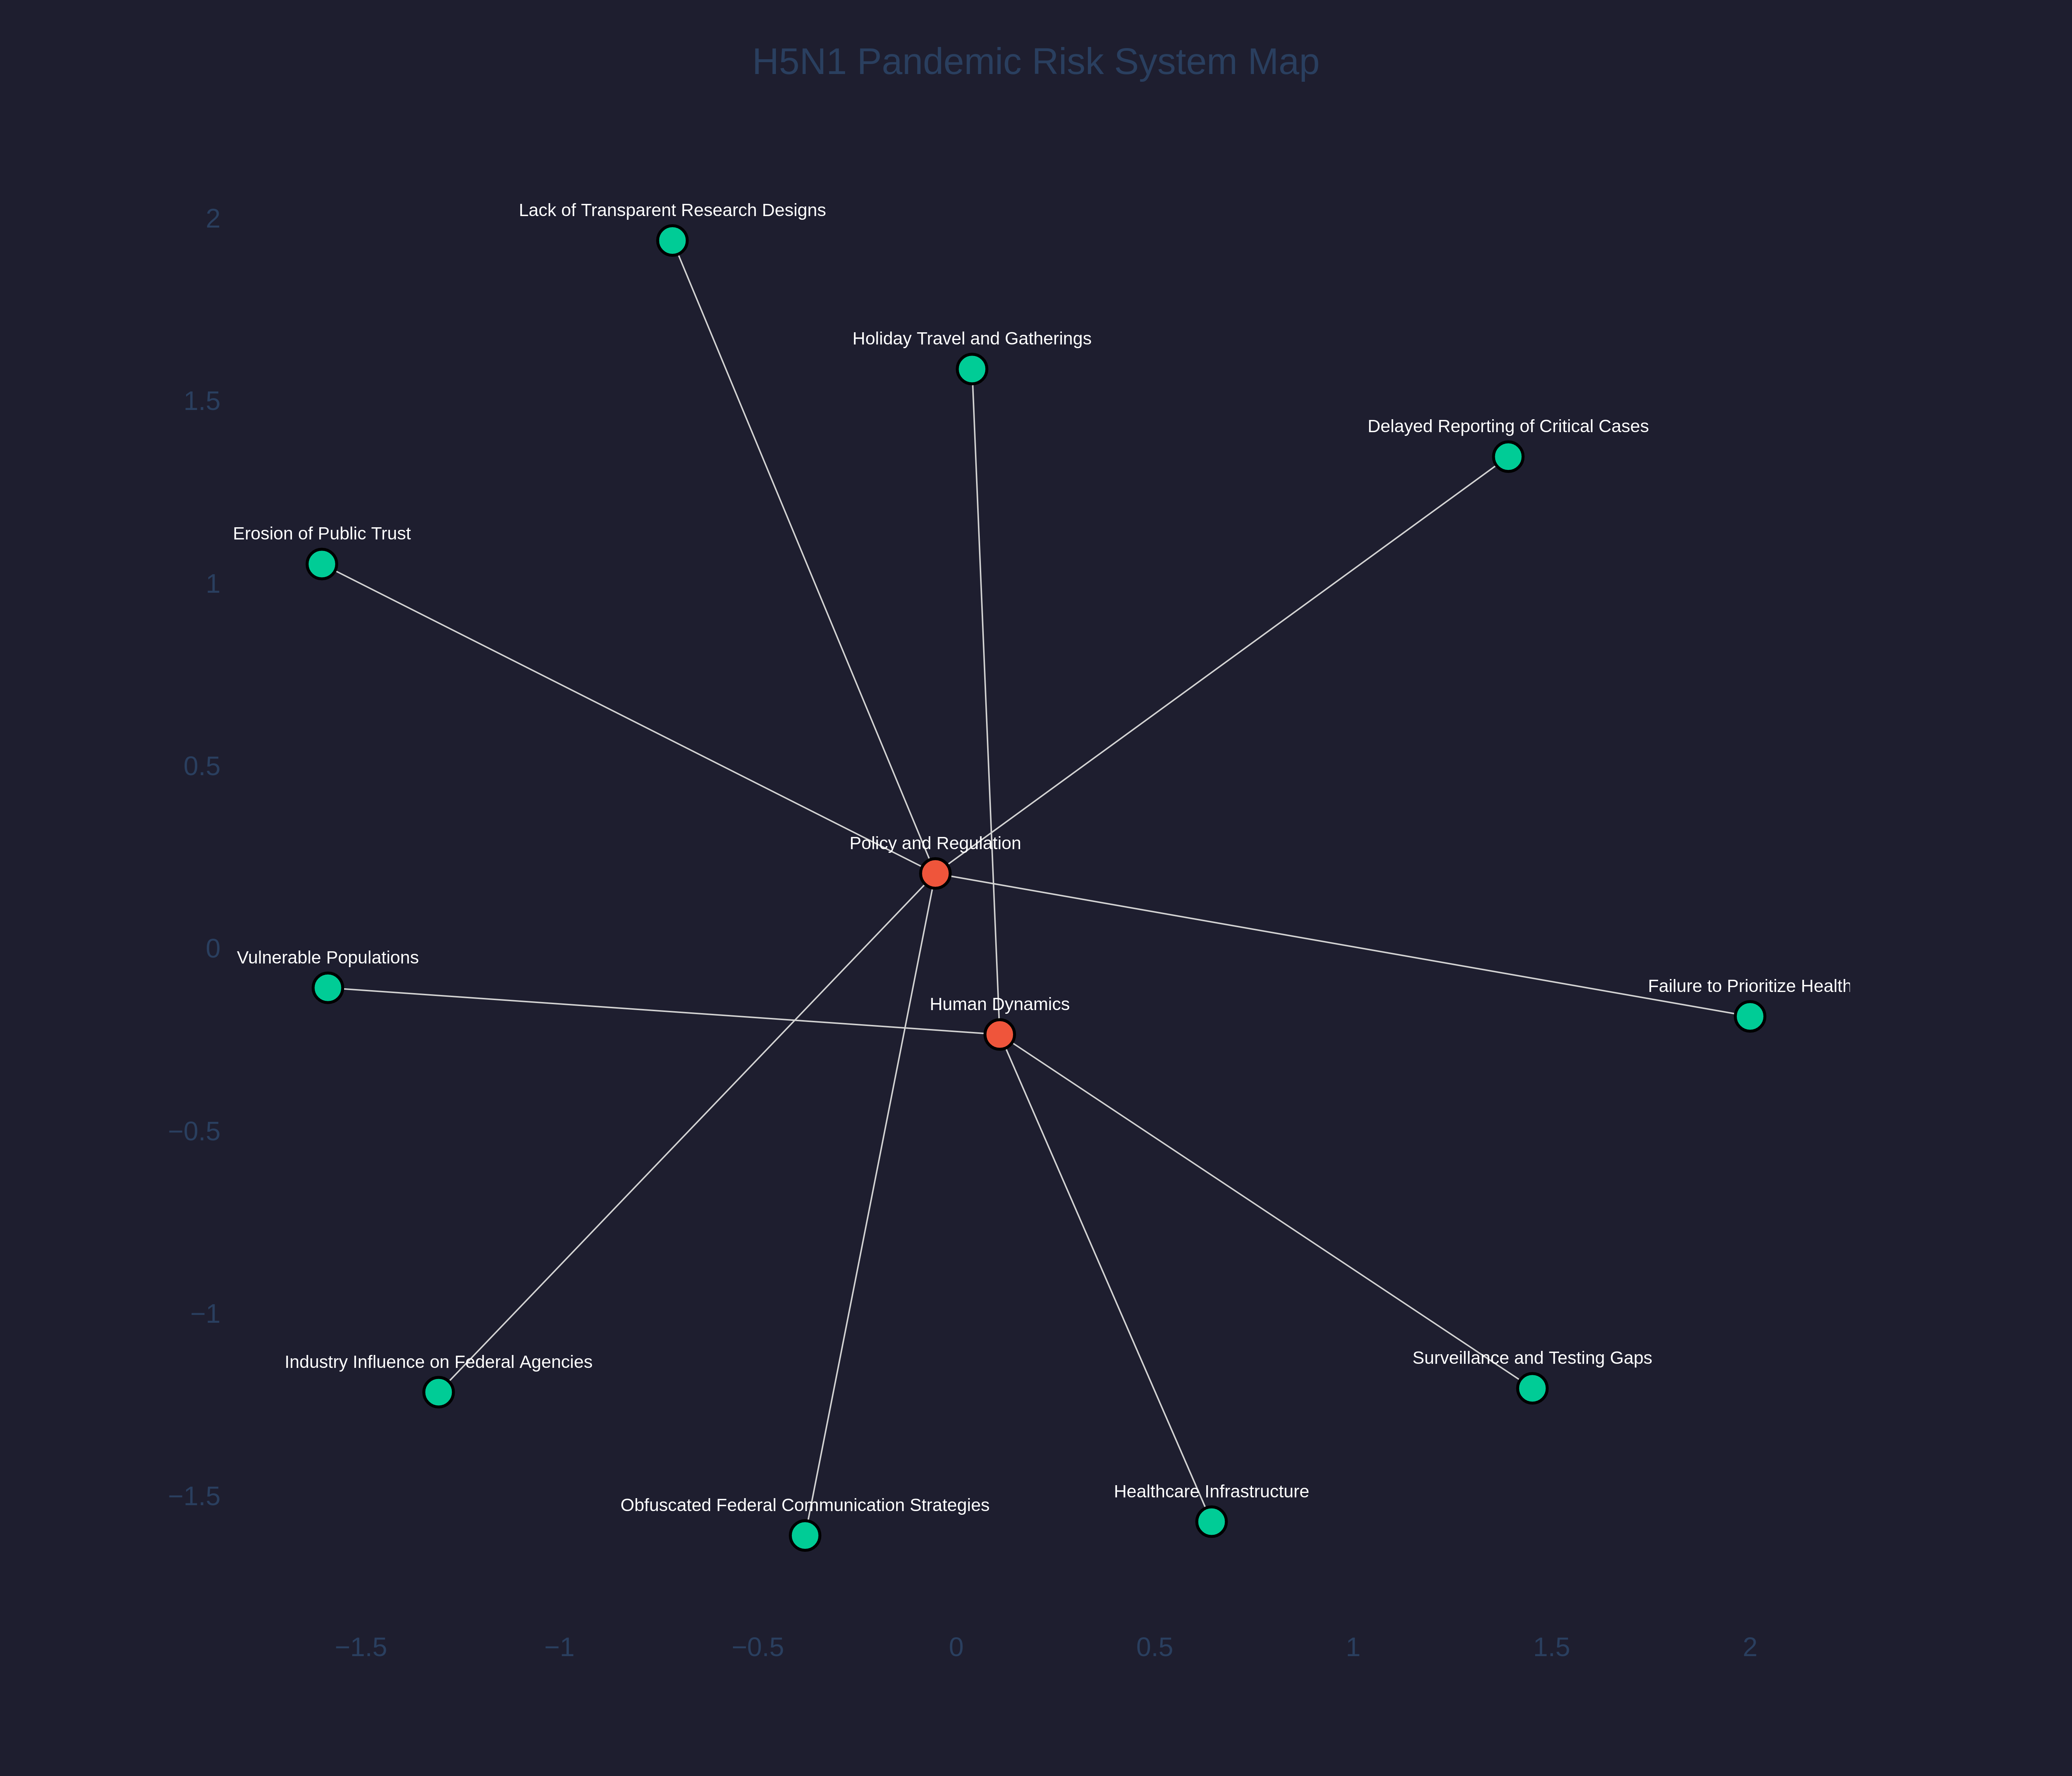 H5N1 Pandemic Risk System Map
Lack of Transparent Research Designs
2
Holiday Travel and Gatherings
1.5
Delayed Reporting of Critical Cases
Erosion of Public Trust
1
0.5
Policy and Regulation
0
Vulnerable Populations
Failure to Prioritize Health
Human Dynamics
−0.5
−1
Industry Influence on Federal Agencies
Surveillance and Testing Gaps
Healthcare Infrastructure
−1.5
Obfuscated Federal Communication Strategies
−1.5 −1 −0.5 0 0.5 1 1.5 2